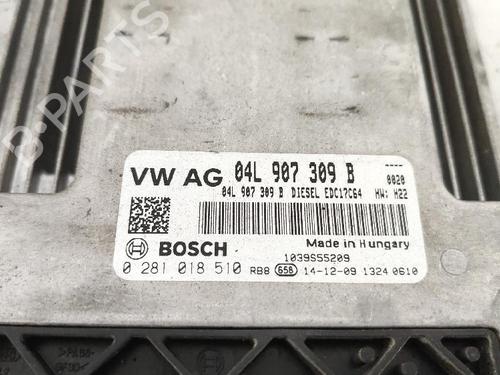 B-PARTS
VW AG 04L 907 309 B ----
0020
04L 907 309 B DIESEL EDC17C64 HW: H22
BOSCH
Made in Hungary
1039S55209
0 281 018 510 RB8 658 14-12-09 1324 0610
BOSCH